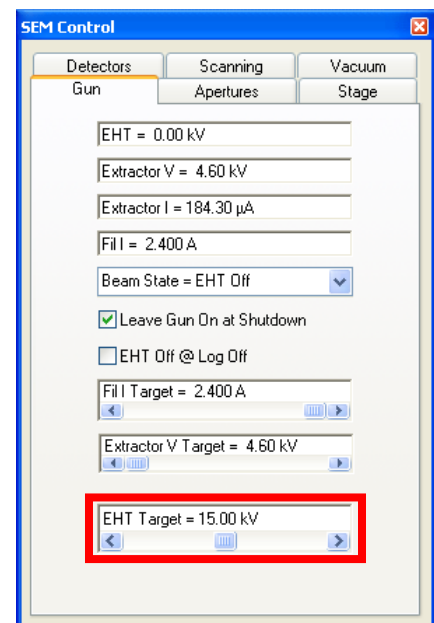 SEM Control
Detectors Scanning Vacuum
Gun Apertures Stage
EHT = 0.00 kV
Extractor V = 4.60 kV
Extractor I = 184.30 µA
Fil I = 2.400 A
Beam State = EHT Off
Leave Gun On at Shutdown
EHT Off @ Log Off
Fil I Target = 2.400 A
Extractor V Target = 4.60 kV
EHT Target = 15.00 kV